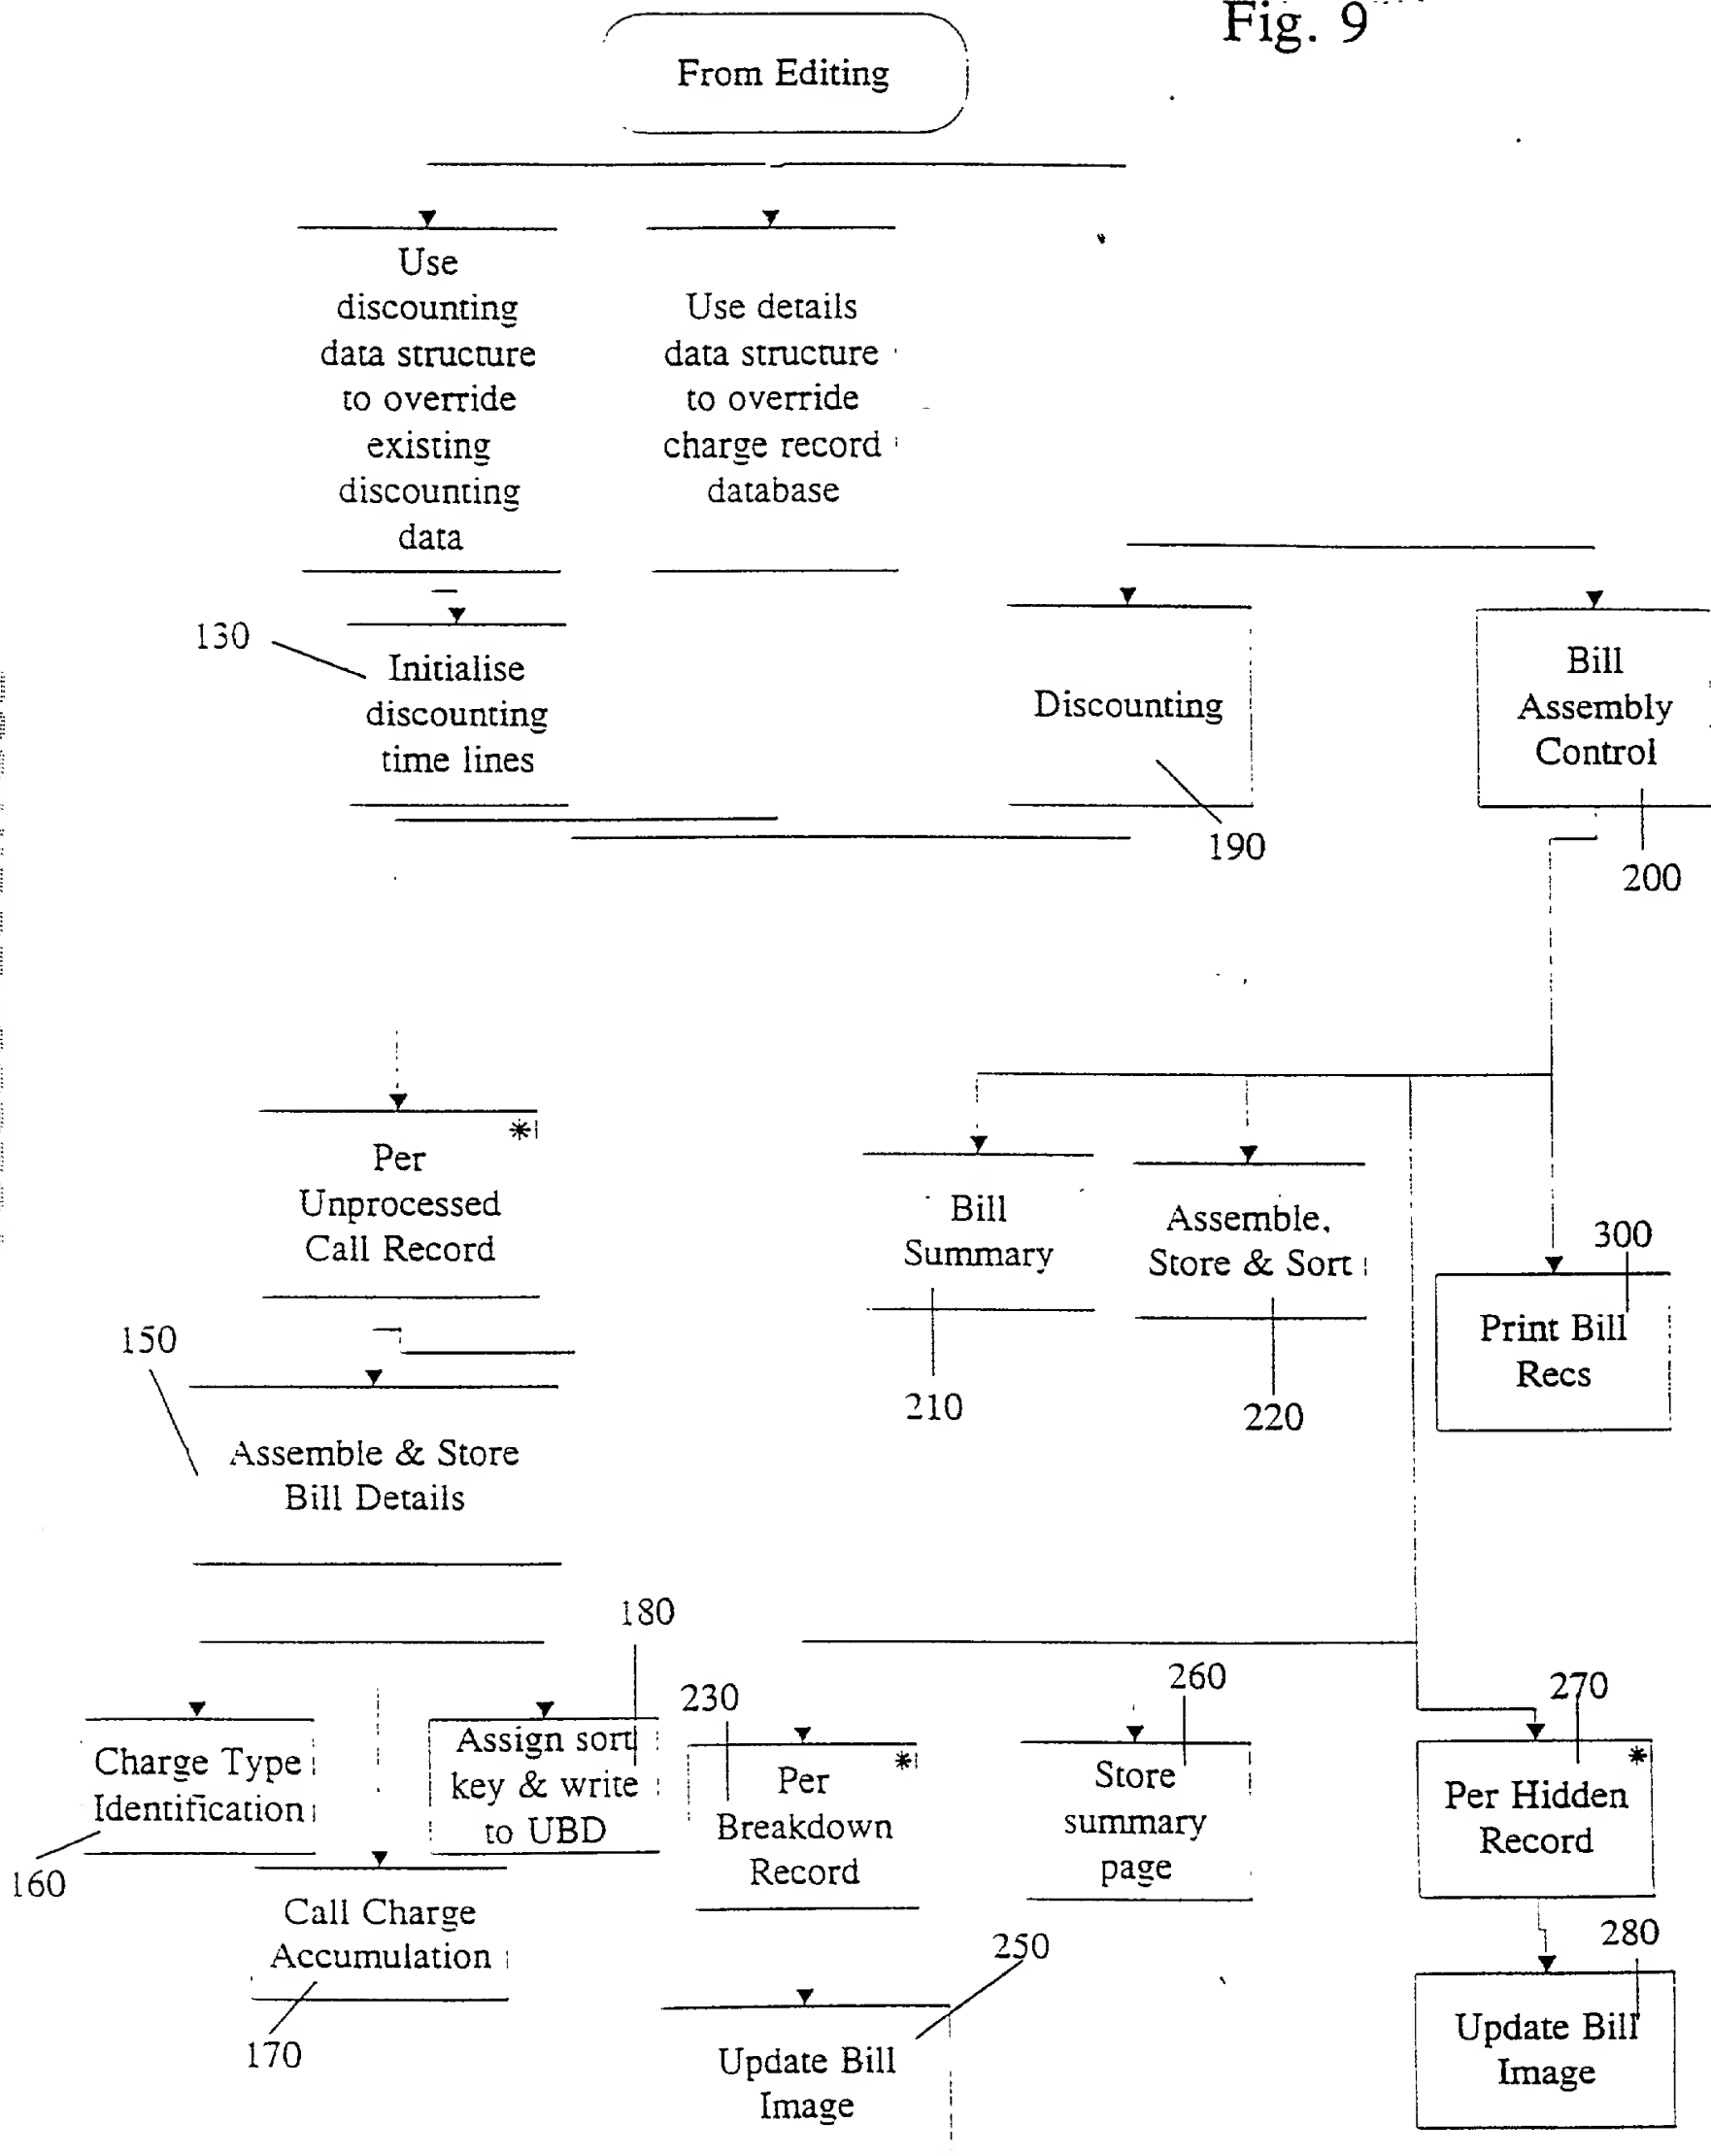 Fig. 9
From Editing
Use
discounting
data structure
to override
existing
discounting
data
Use details
data structure
to override
charge record
database
130
Initialise
discounting
time lines
Discounting
190
Bill
Assembly
Control
200
*
Per
Unprocessed
Call Record
Bill
Summary
210
Assemble,
Store & Sort
220
300
Print Bill
Recs
150
Assemble & Store
Bill Details
180
Charge Type
Identification
160
Assign sort
key & write
to UBD
Call Charge
Accumulation
170
230
*
Per
Breakdown
Record
260
Store
summary
page
270
*
Per Hidden
Record
250
Update Bill
Image
280
Update Bill
Image